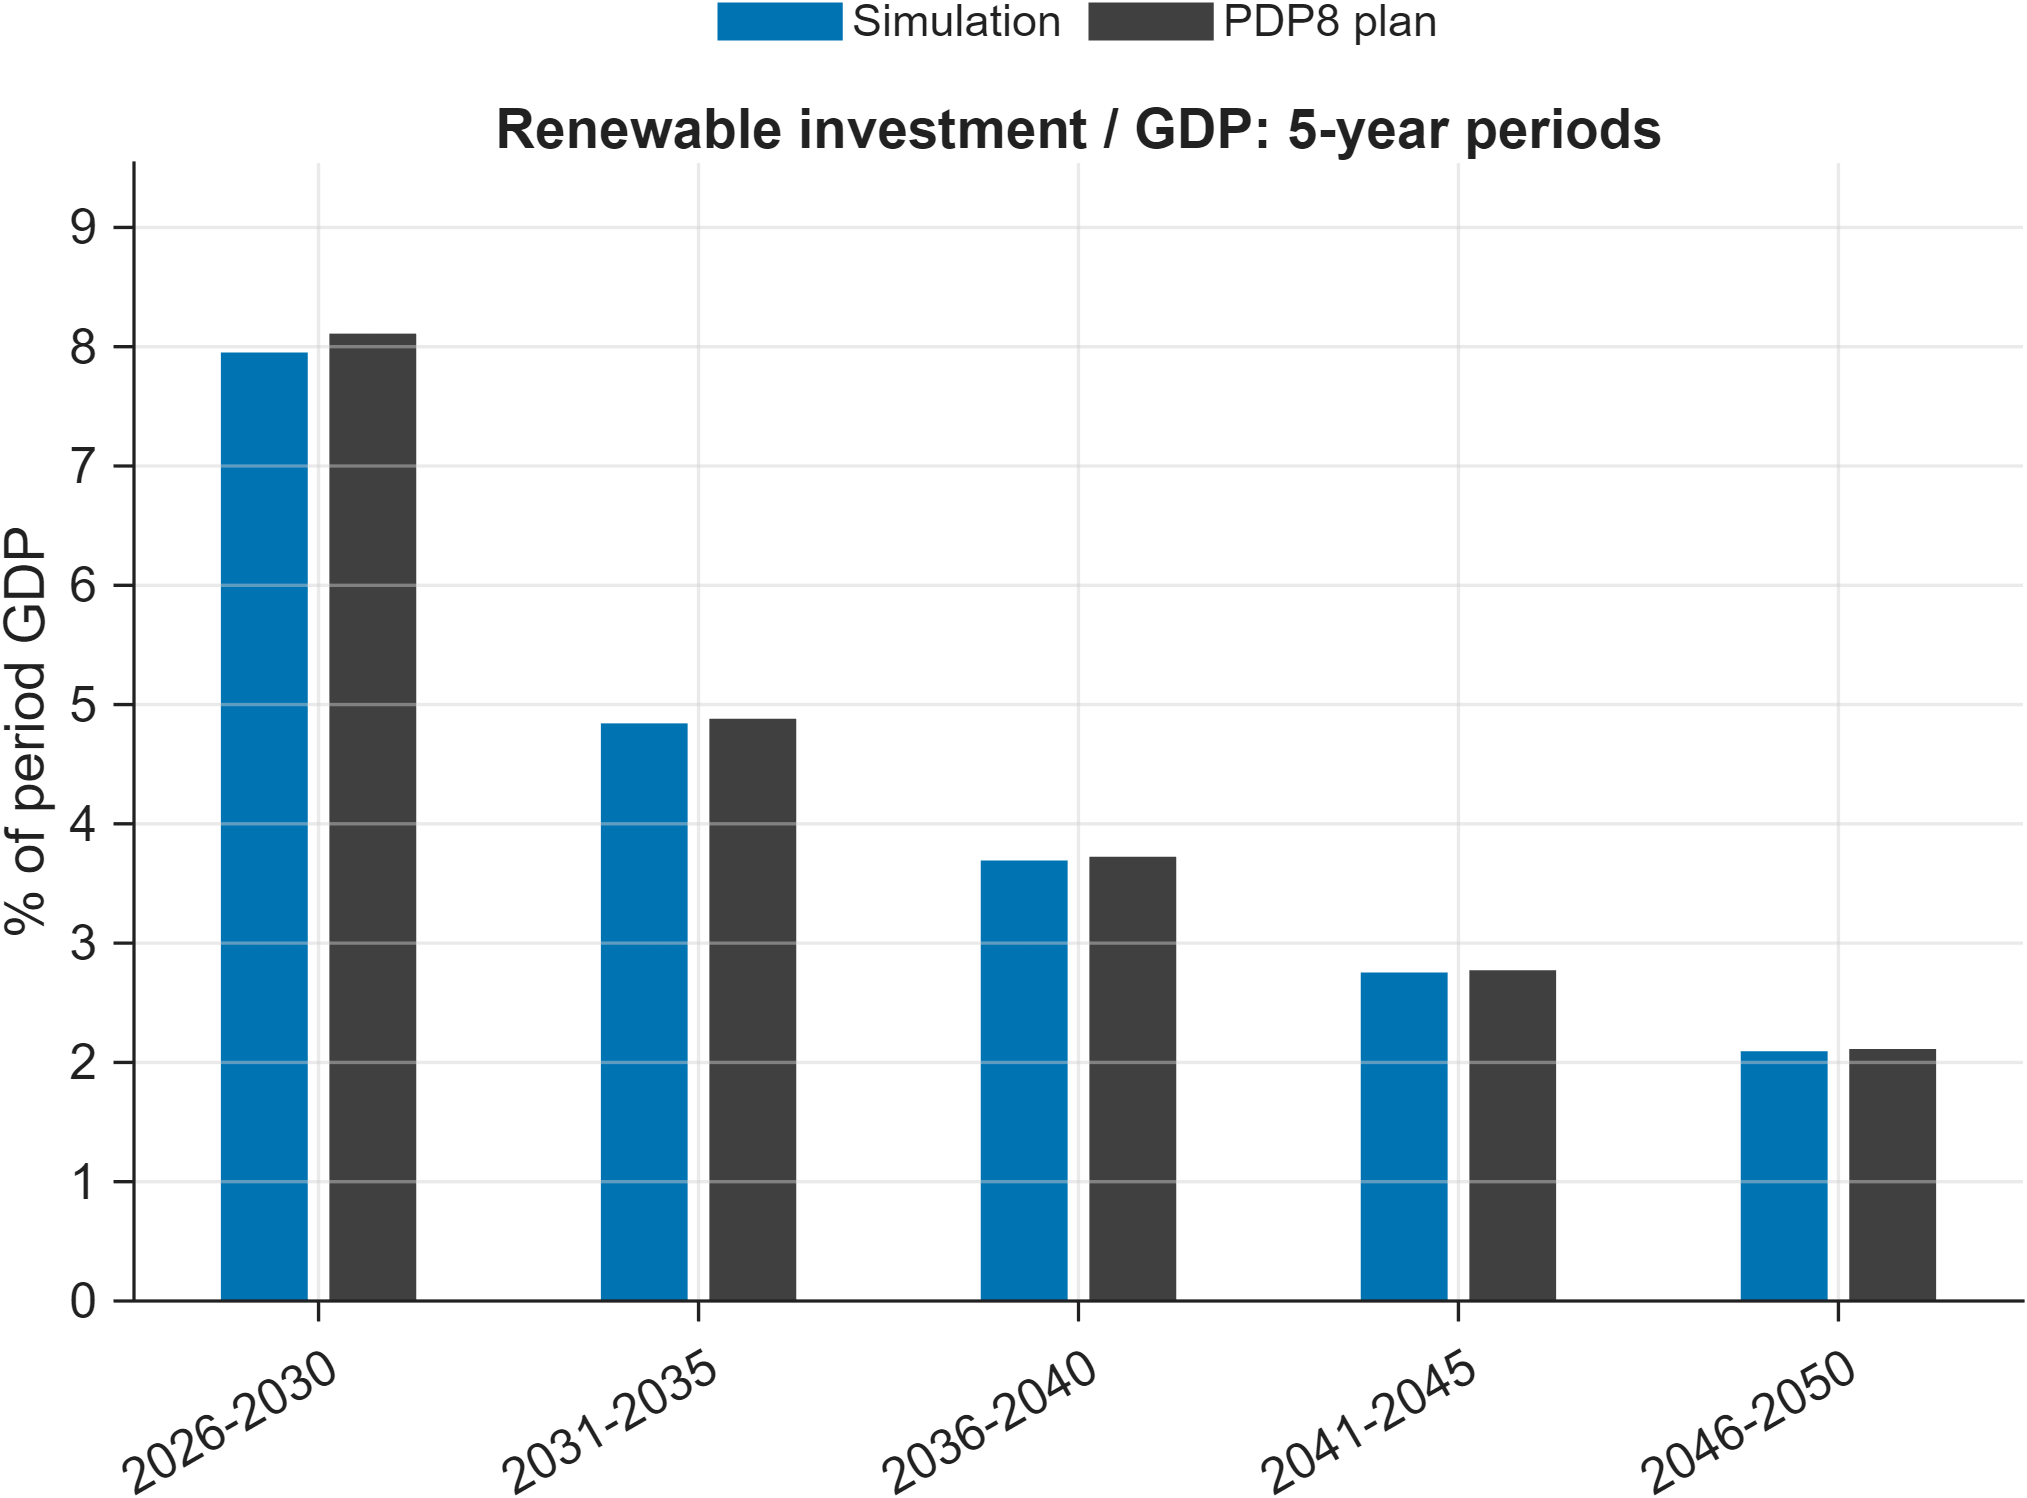 Simulation PDP8 plan
Renewable investment / GDP: 5-year periods
% of period GDP
9
8
7
6
5
4
3
2
1
0
2026-2030 2031-2035 2036-2040 2041-2045 2046-2050